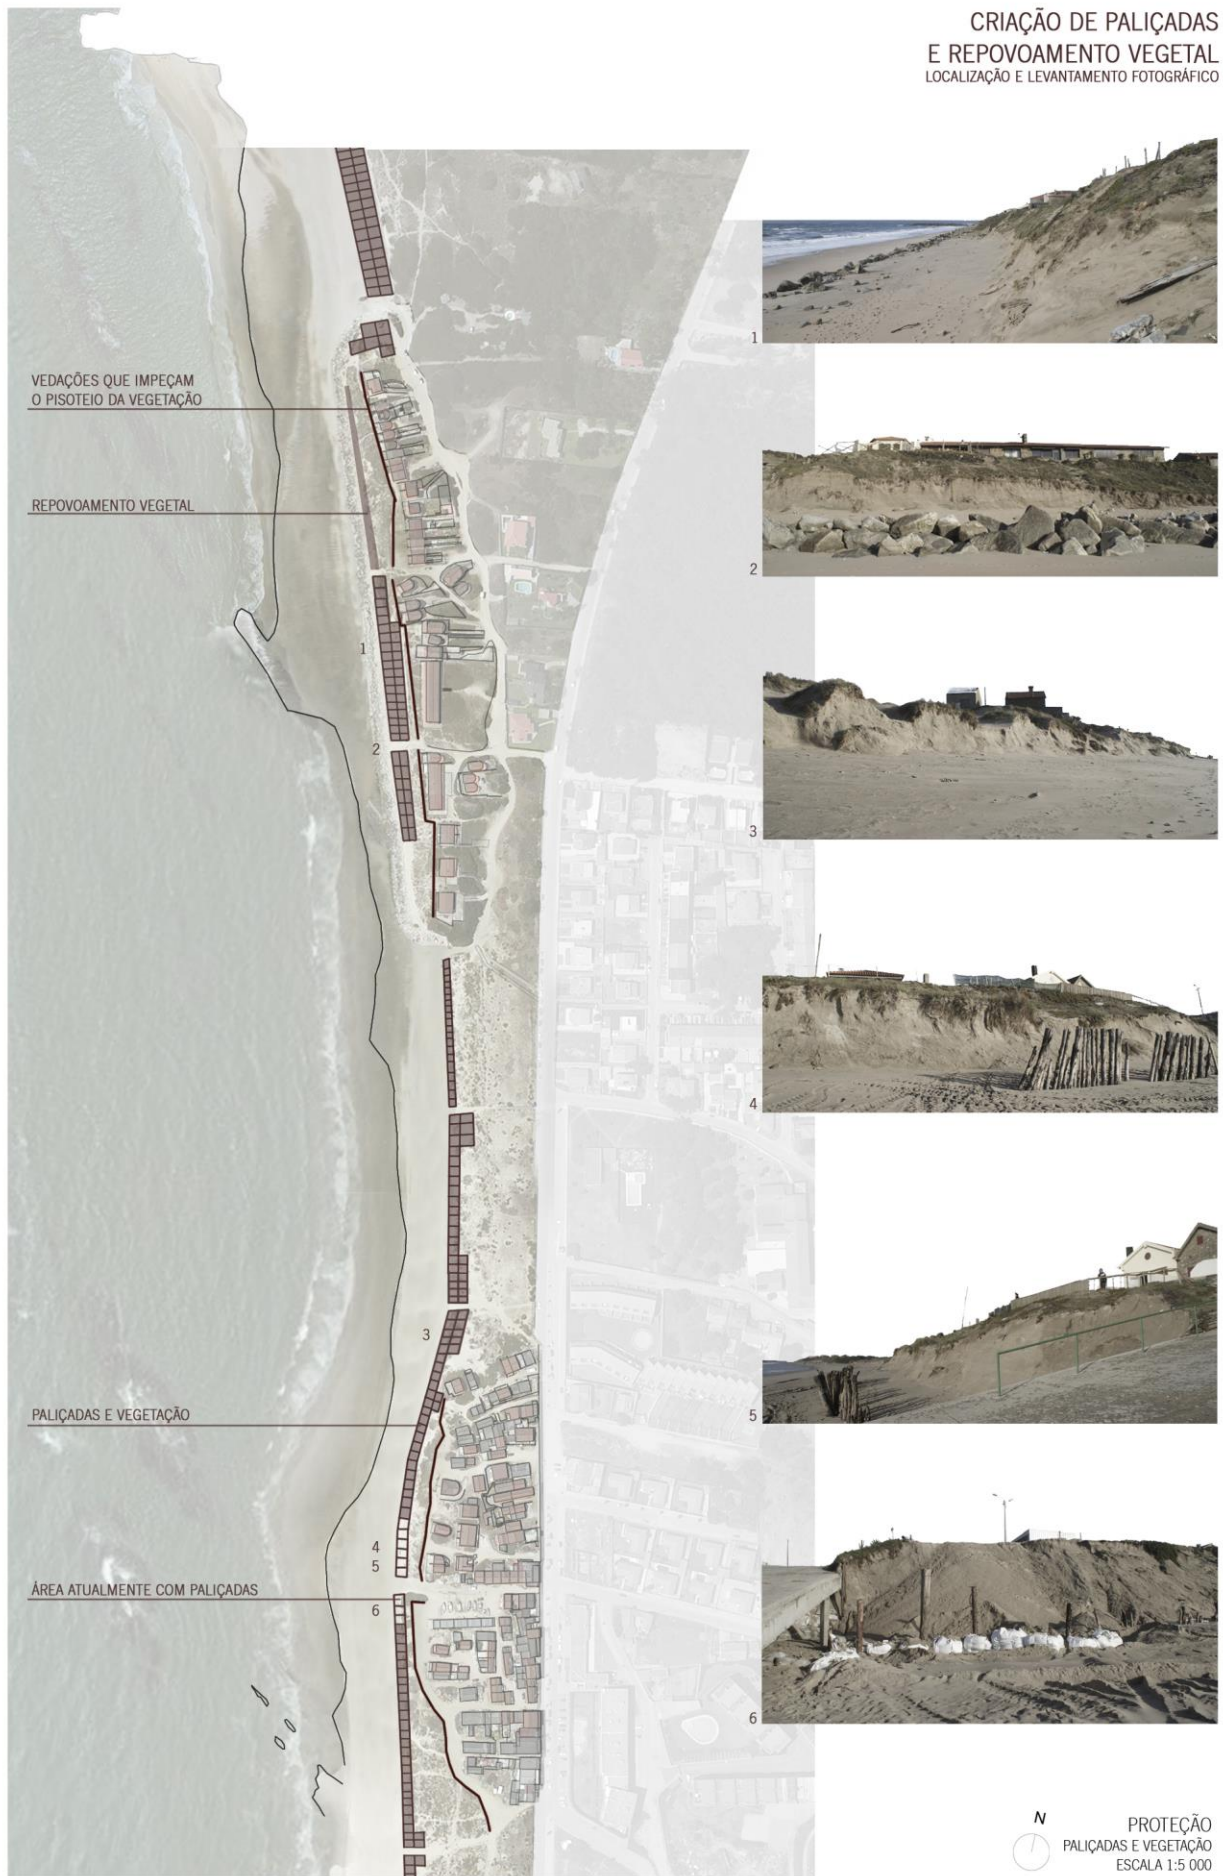 CRIAÇÃO DE PALIÇADAS
E REPOVOAMENTO VEGETAL
LOCALIZAÇÃO E LEVANTAMENTO FOTOGRÁFICO
VEDAÇÕES QUE IMPEÇAM
O PISOTEIO DA VEGETAÇÃO
REPOVOAMENTO VEGETAL
1
2
3
PALIÇADAS E VEGETAÇÃO
4
5
ÁREA ATUALMENTE COM PALIÇADAS
6
1
2
3
4
5
6
N
PROTEÇÃO
PALIÇADAS E VEGETAÇÃO
ESCALA 1:5 000